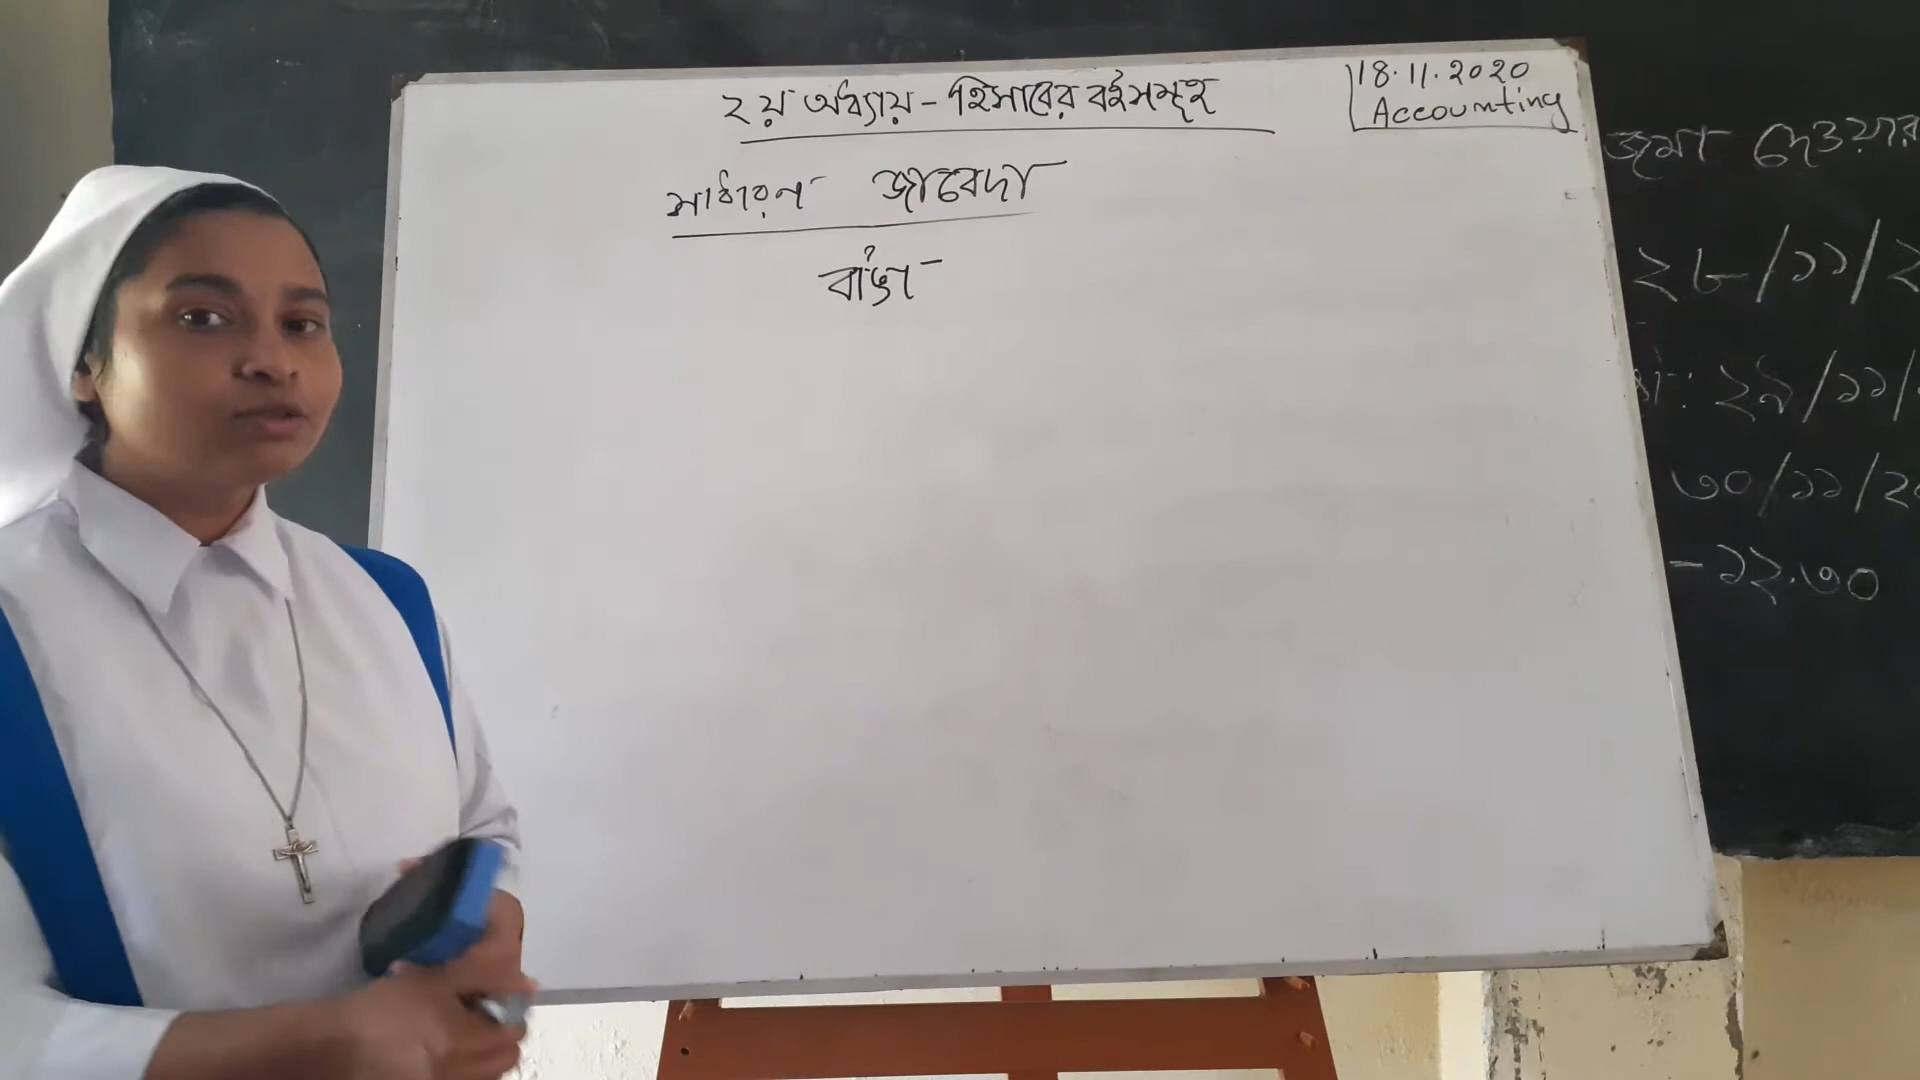 ২য় অধ্যায় - হিসাবের বইসমূহ
18.11.2020
Accounting
সাধারণ জাবেদা
জমা দেওয়ার
২৮/১১/২
২৯/১১/
৩০/১১/২০
- ১২.৩০